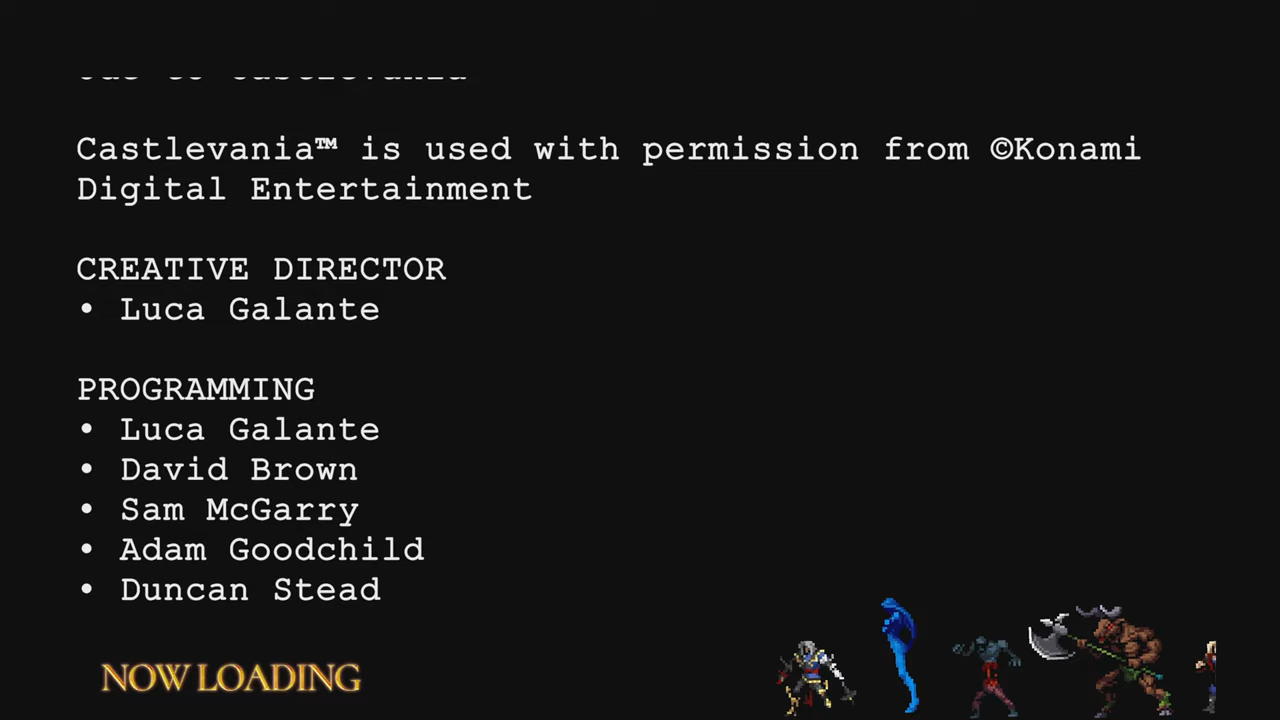 Castlevania™ is used with permission from ©Konami
Digital Entertainment
CREATIVE DIRECTOR
• Luca Galante
PROGRAMMING
• Luca Galante
• David Brown
• Sam McGarry
• Adam Goodchild
• Duncan Stead
NOW LOADING